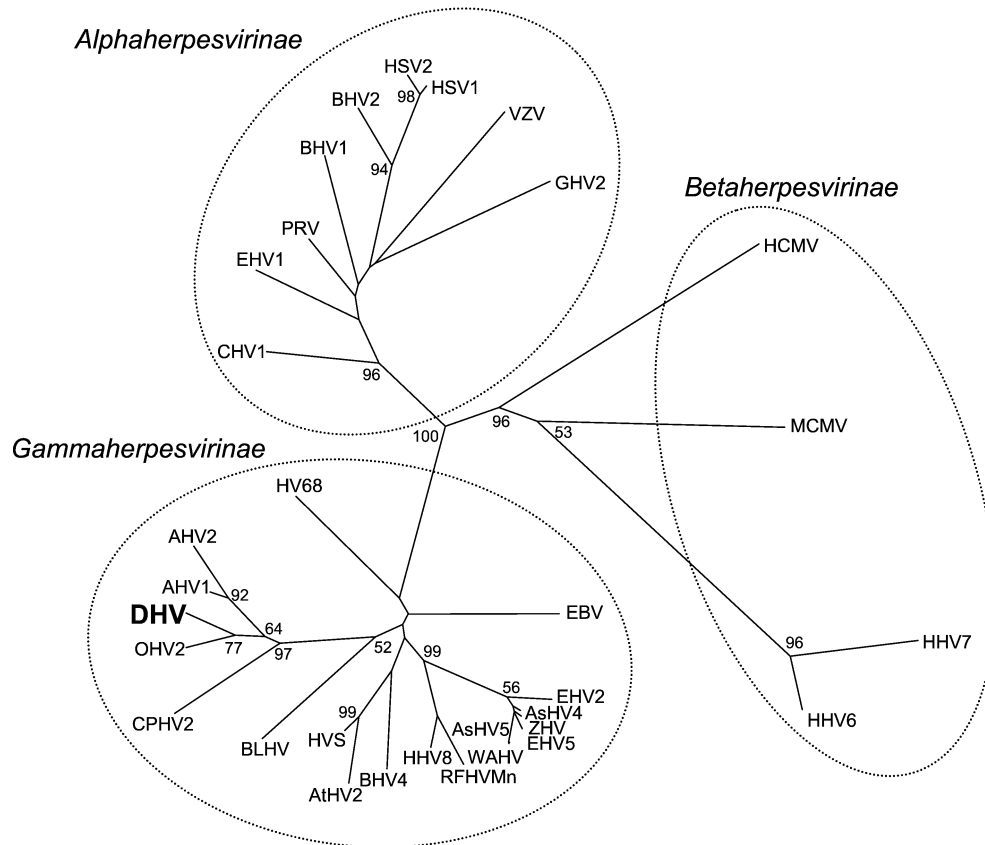 Alphaherpesvirinae
HSV2
HSV1
98
BHV2
VZV
BHV1
94
GHV2
Betaherpesvirinae
PRV
HCMV
EHV1
CHV1
96
96
MCMV
100
53
Gammaherpesvirinae
HV68
AHV2
AHV1
92
DHV
EBV
64
OHV2
77
97
52
99
96
HHV7
56
EHV2
CPHV2
99
AsHV4
HHV6
AsHV5
ZHV
BLHV
HVS
EHV5
HHV8
WAHV
BHV4
RFHVMn
AtHV2